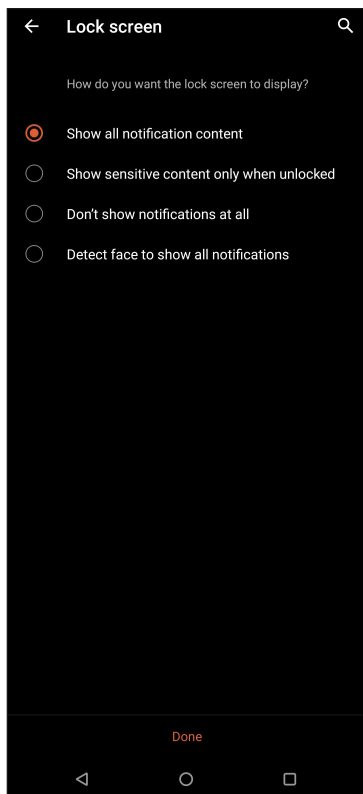 Lock screen
How do you want the lock screen to display?
Show all notification content
Show sensitive content only when unlocked
Don’t show notifications at all
Detect face to show all notifications
Done